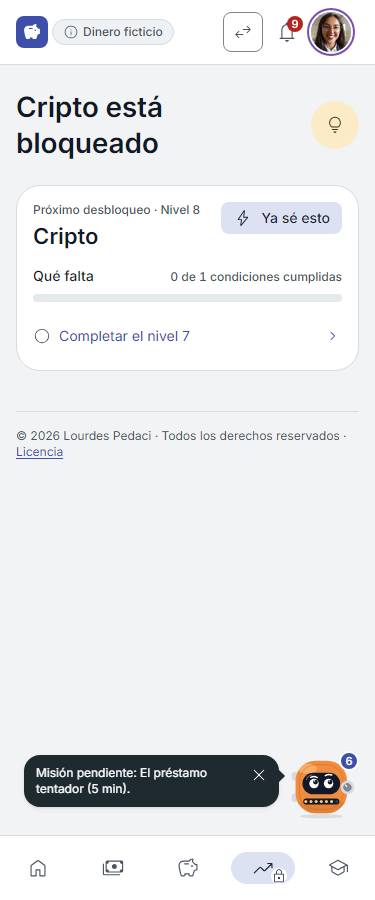 Dinero ficticio
9
Cripto está
bloqueado
Próximo desbloqueo · Nivel 8
Cripto
Ya sé esto
Qué falta
0 de 1 condiciones cumplidas
Completar el nivel 7
© 2026 Lourdes Pedaci · Todos los derechos reservados ·
Licencia
Misión pendiente: El préstamo
tentador (5 min).
6